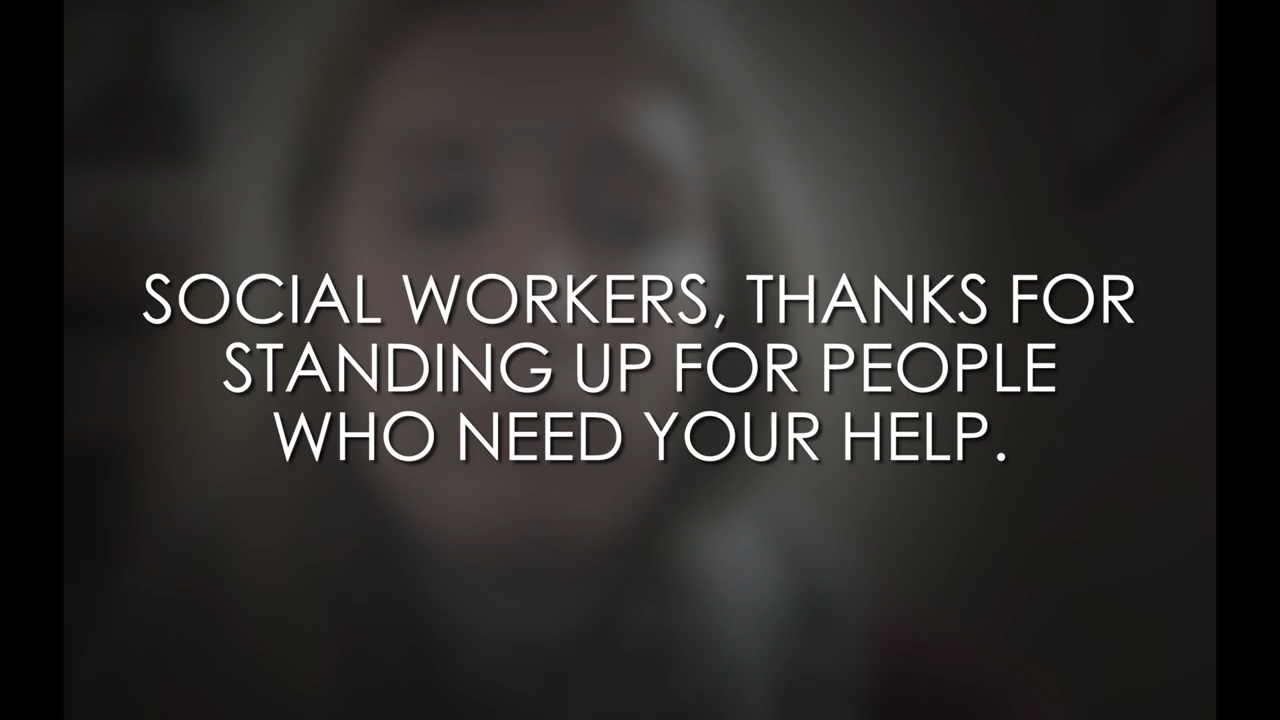 SOCIAL WORKERS, THANKS FOR
STANDING UP FOR PEOPLE
WHO NEED YOUR HELP.